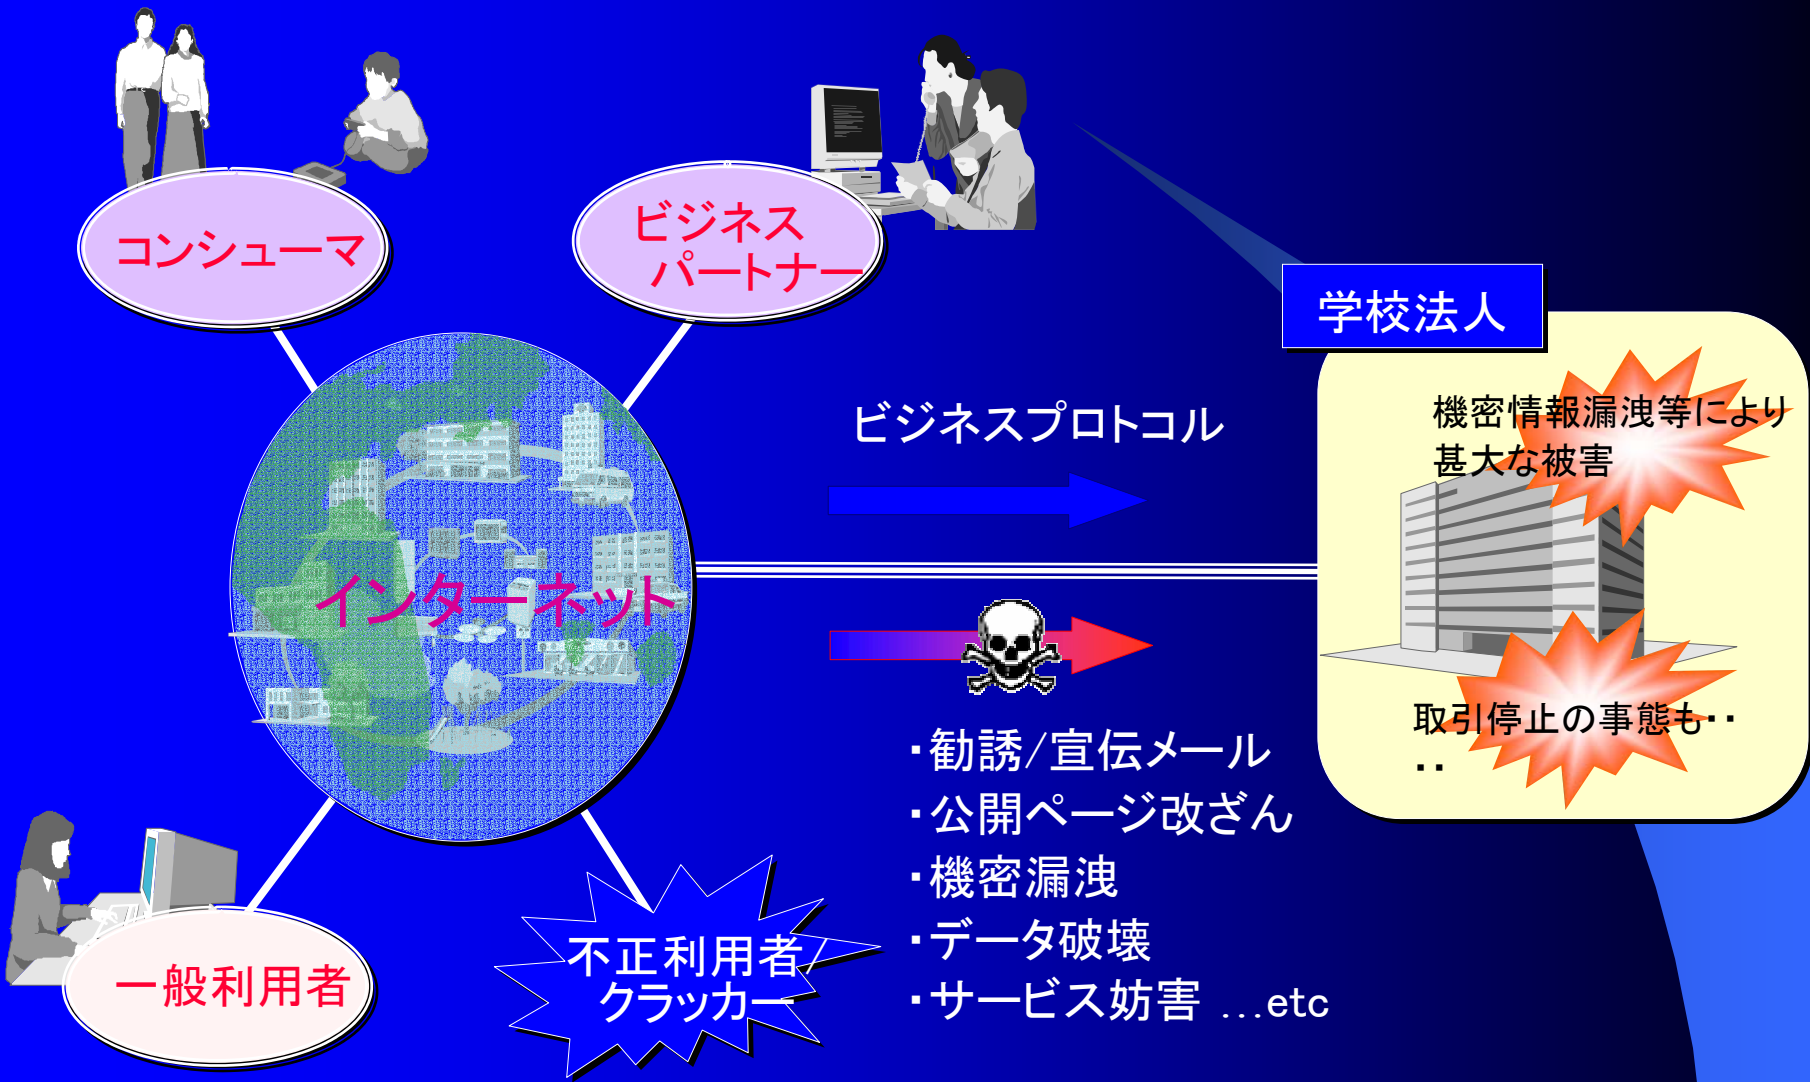 コンシューマ
ビジネス
パートナー
学校法人
機密情報漏洩等により
甚大な被害
ビジネスプロトコル
インターネット
取引停止の事態も・・
・・
・勧誘/宣伝メール
・公開ページ改ざん
・機密漏洩
・データ破壊
・サービス妨害 …etc
不正利用者/
クラッカー
一般利用者